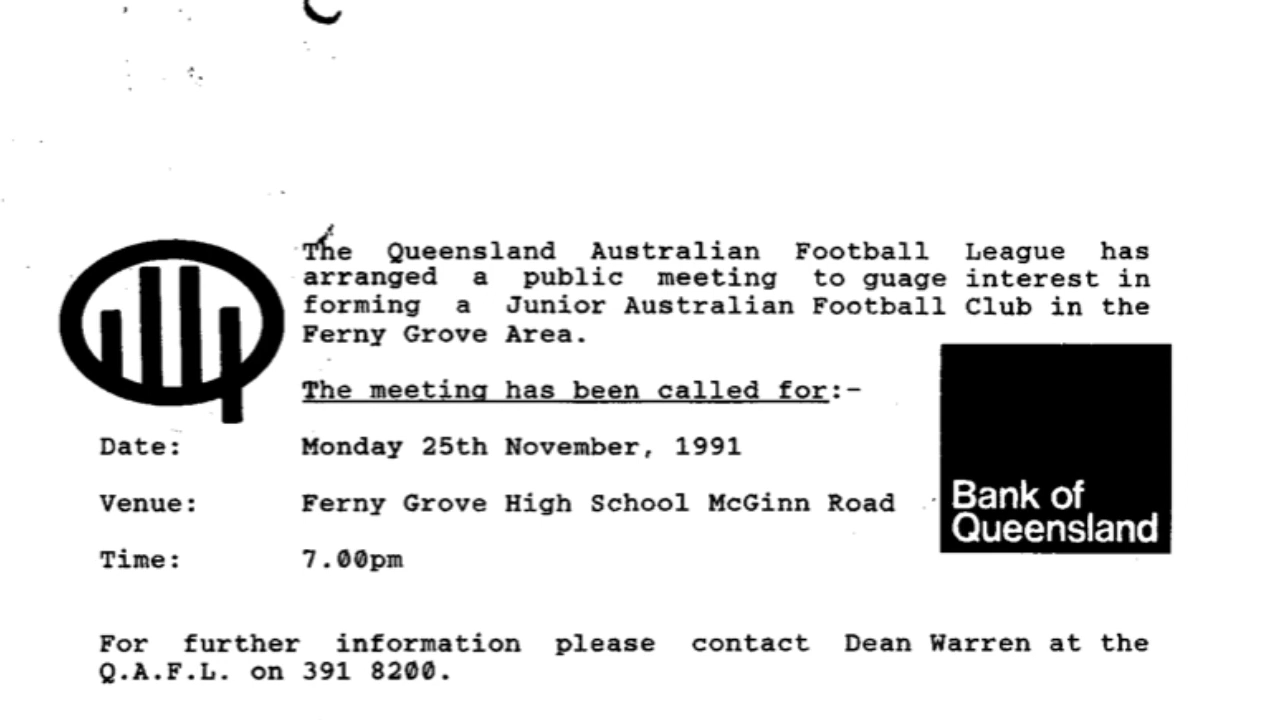 The Queensland Australian Football League has
arranged a public meeting to guage interest in
forming a Junior Australian Football Club in the
Ferny Grove Area.
The meeting has been called for:-
Date: Monday 25th November, 1991
Venue: Ferny Grove High School McGinn Road
Time: 7.00pm
Bank of
Queensland
For further information please contact Dean Warren at the
Q.A.F.L. on 391 8200.